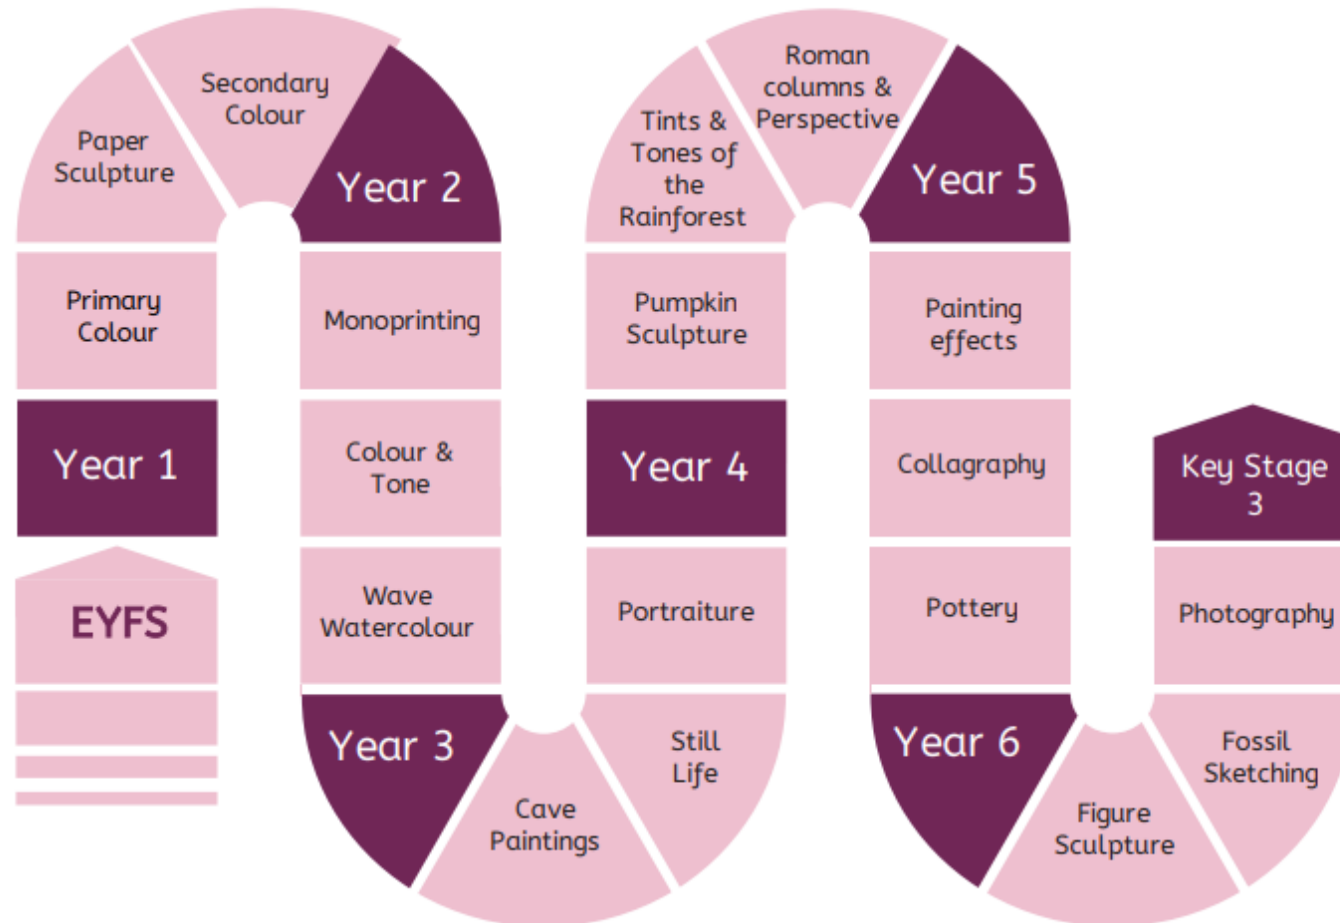 EYFS
Year 1
Primary
Colour
Paper
Sculpture
Secondary
Colour
Year 2
Monoprinting
Colour &
Tone
Wave
Watercolour
Year 3
Cave
Paintings
Still
Life
Portraiture
Year 4
Pumpkin
Sculpture
Tints &
Tones of
the
Rainforest
Roman
columns &
Perspective
Year 5
Painting
effects
Collagraphy
Pottery
Year 6
Figure
Sculpture
Fossil
Sketching
Photography
Key Stage
3